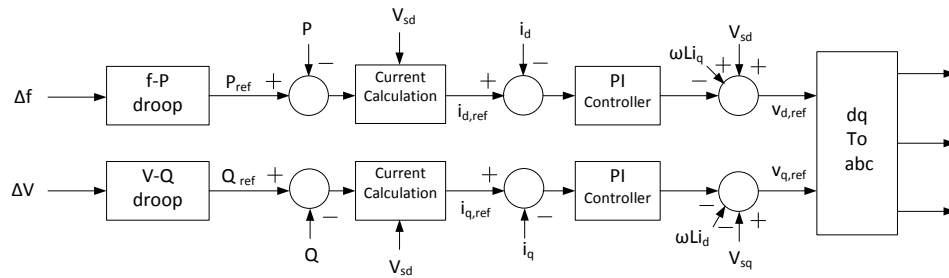 Δf
f-P
droop
P_ref
+
P
−
V_sd
Current
Calculation
+
i_d,ref
i_d
−
PI
Controller
−
ωLi_q
+
V_sd
+
v_d,ref
dq
To
abc
ΔV
V-Q
droop
Q_ref
+
−
Q
Current
Calculation
V_sd
+
i_q,ref
−
i_q
PI
Controller
−
−
ωLi_d
+
V_sq
v_q,ref